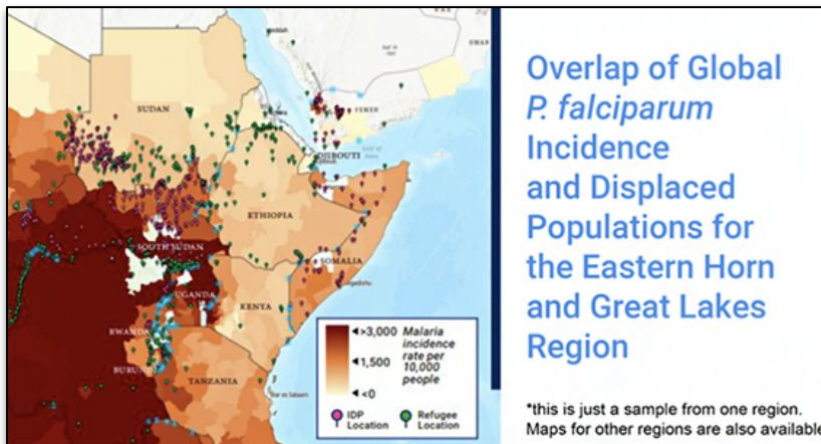 SUDAN
YEMEN
DJIBOUTI
ETHIOPIA
SOUTH SUDAN
SOMALIA
UGANDA
KENYA
RWANDA
BURUNDI
TANZANIA
Dar es Salaam
>3,000
1,500
<0
Malaria
incidence
rate per
10,000
people
IDP
Location
Refugee
Location
Overlap of Global
P. falciparum
Incidence
and Displaced
Populations for
the Eastern Horn
and Great Lakes
Region
*this is just a sample from one region.
Maps for other regions are also available